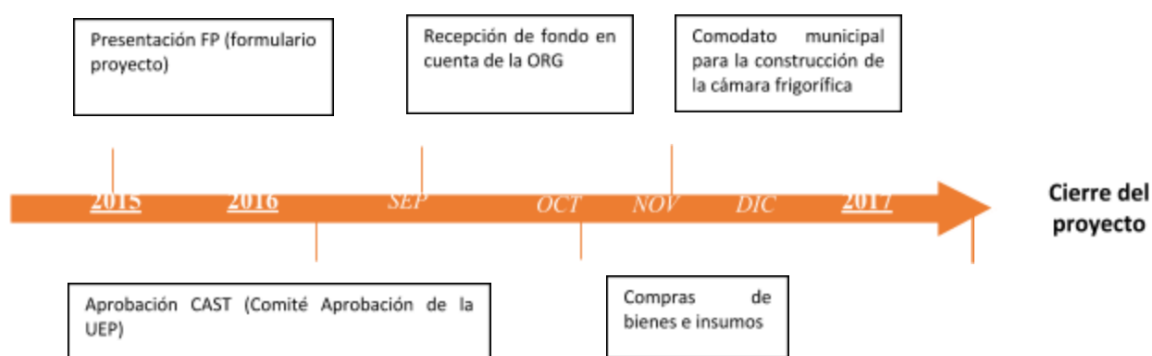 Presentación FP (formulario
proyecto)
Recepción de fondo en
cuenta de la ORG
Comodato municipal
para la construcción de
la cámara frigorífica
2015
2016
SEP
OCT
NOV
DIC
2017
Cierre del
proyecto
Aprobación CAST (Comité Aprobación de la
UEP)
Compras de
bienes e insumos